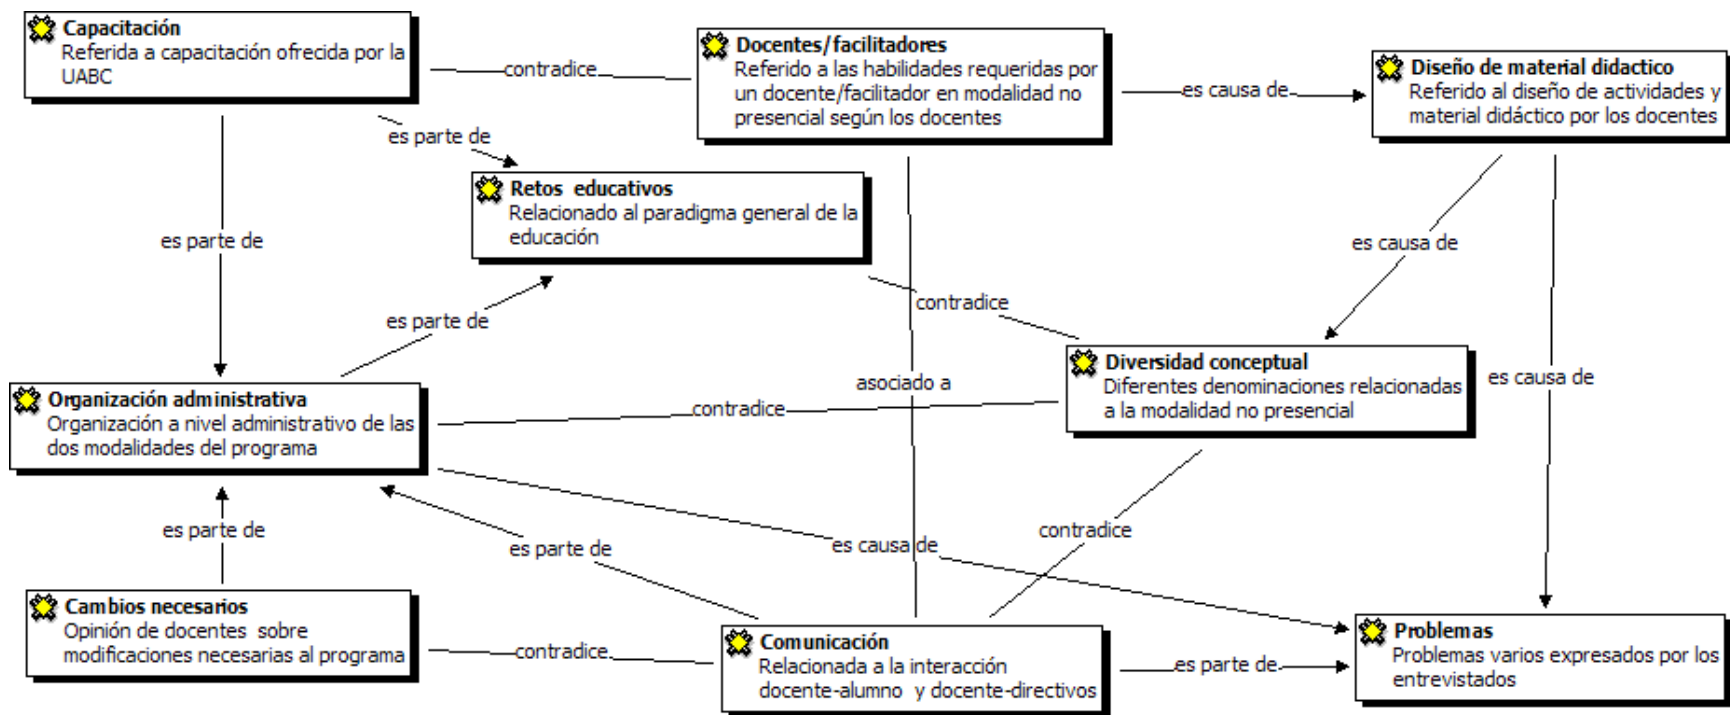 Capacitación
Referida a capacitación ofrecida por la
UABC
contradice
Docentes/facilitadores
Referido a las habilidades requeridas por
un docente/facilitador en modalidad no
presencial según los docentes
es causa de
Diseño de material didactico
Referido al diseño de actividades y
material didáctico por los docentes
es parte de
Retos educativos
Relacionado al paradigma general de la
educación
es parte de
es causa de
contradice
es parte de
Organización administrativa
Organización a nivel administrativo de las
dos modalidades del programa
asociado a
contradice
Diversidad conceptual
Diferentes denominaciones relacionadas
a la modalidad no presencial
es causa de
es parte de
es parte de
es causa de
contradice
Cambios necesarios
Opinión de docentes sobre
modificaciones necesarias al programa
contradice
Comunicación
Relacionada a la interacción
docente-alumno y docente-directivos
es parte de
Problemas
Problemas varios expresados por los
entrevistados